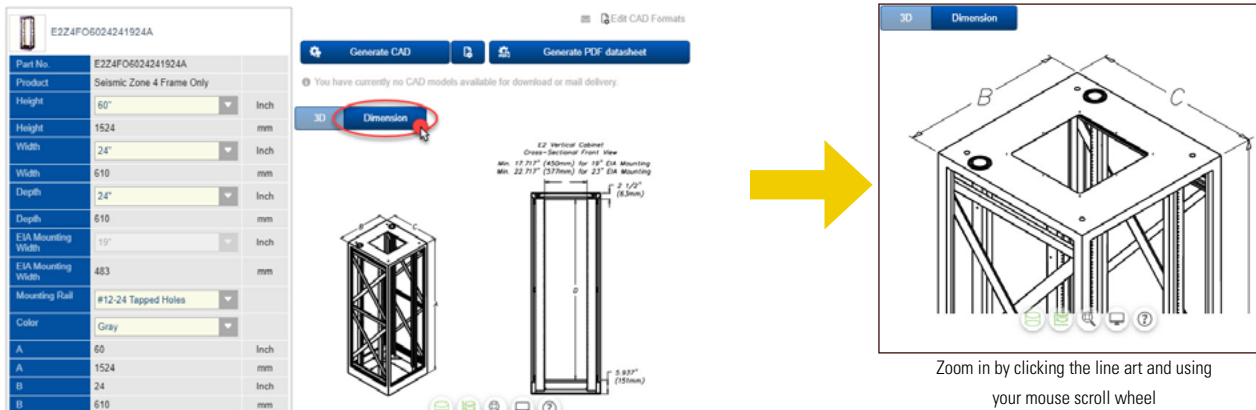 E2Z4FO6024241924A
Part No. E2Z4FO6024241924A
Product Seismic Zone 4 Frame Only
Height 60" Inch
Height 1524 mm
Width 24" Inch
Width 610 mm
Depth 24" Inch
Depth 610 mm
EIA Mounting Width 19" Inch
EIA Mounting Width 483 mm
Mounting Rail #12-24 Tapped Holes
Color Gray
A 60 Inch
A 1524 mm
B 24 Inch
B 610 mm
Edit CAD Formats
Generate CAD Generate PDF datasheet
You have currently no CAD models available for download or mail delivery.
3D Dimension
E2 Vertical Cabinet
Cross-Sectional Front View
Min. 17.717" (450mm) for 19" EIA Mounting
Min. 22.717" (577mm) for 23" EIA Mounting
2 1/2"
(63mm)
B C
A
D
5.937"
(151mm)
?
3D Dimension
B C
?
Zoom in by clicking the line art and using
your mouse scroll wheel